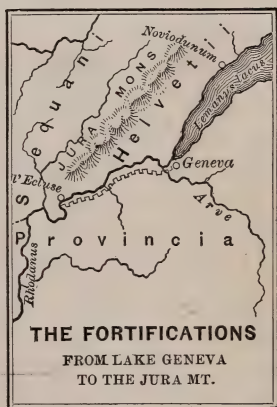 Noviodunum
Sequani
JURA MONS
Helvetii
Lemanus lacus
Geneva
l'Ecluse
Arve
Provincia
Rhodanus
THE FORTIFICATIONS
FROM LAKE GENEVA
TO THE JURA MT.